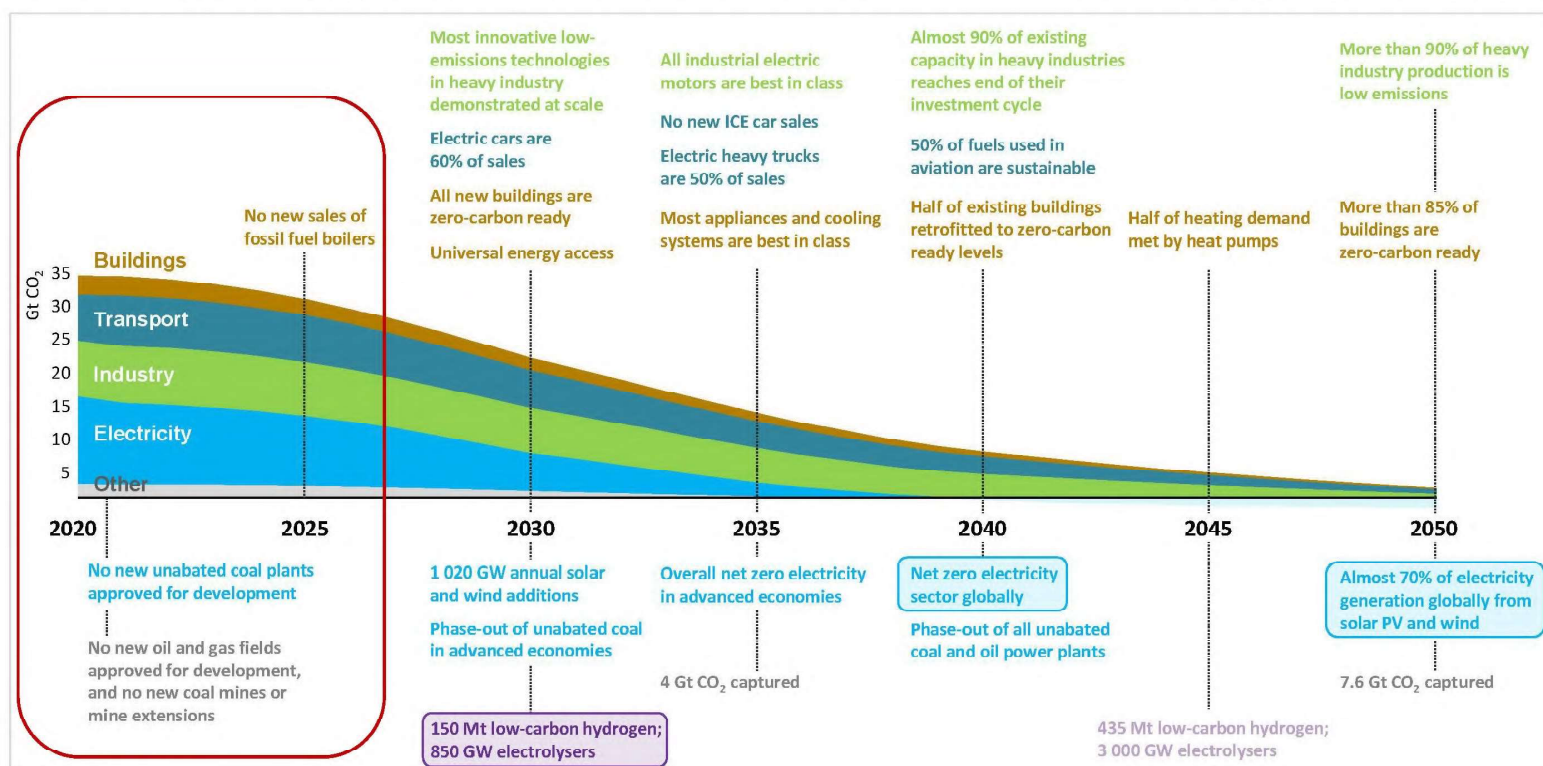 Most innovative low-
emissions technologies
in heavy industry
demonstrated at scale
Electric cars are
60% of sales
All new buildings are
zero-carbon ready
Universal energy access
All industrial electric
motors are best in class
No new ICE car sales
Electric heavy trucks
are 50% of sales
Most appliances and cooling
systems are best in class
Almost 90% of existing
capacity in heavy industries
reaches end of their
investment cycle
50% of fuels used in
aviation are sustainable
Half of existing buildings
retrofitted to zero-carbon
ready levels
Half of heating demand
met by heat pumps
More than 90% of heavy
industry production is
low emissions
More than 85% of
buildings are
zero-carbon ready
No new sales of
fossil fuel boilers
Gt CO₂
35
30
25
20
15
10
5
Buildings
Transport
Industry
Electricity
Other
2020
2025
2030
2035
2040
2045
2050
No new unabated coal plants
approved for development
No new oil and gas fields
approved for development,
and no new coal mines or
mine extensions
1 020 GW annual solar
and wind additions
Phase-out of unabated coal
in advanced economies
150 Mt low-carbon hydrogen;
850 GW electrolysers
Overall net zero electricity
in advanced economies
4 Gt CO₂ captured
Net zero electricity
sector globally
Phase-out of all unabated
coal and oil power plants
435 Mt low-carbon hydrogen;
3 000 GW electrolysers
Almost 70% of electricity
generation globally from
solar PV and wind
7.6 Gt CO₂ captured